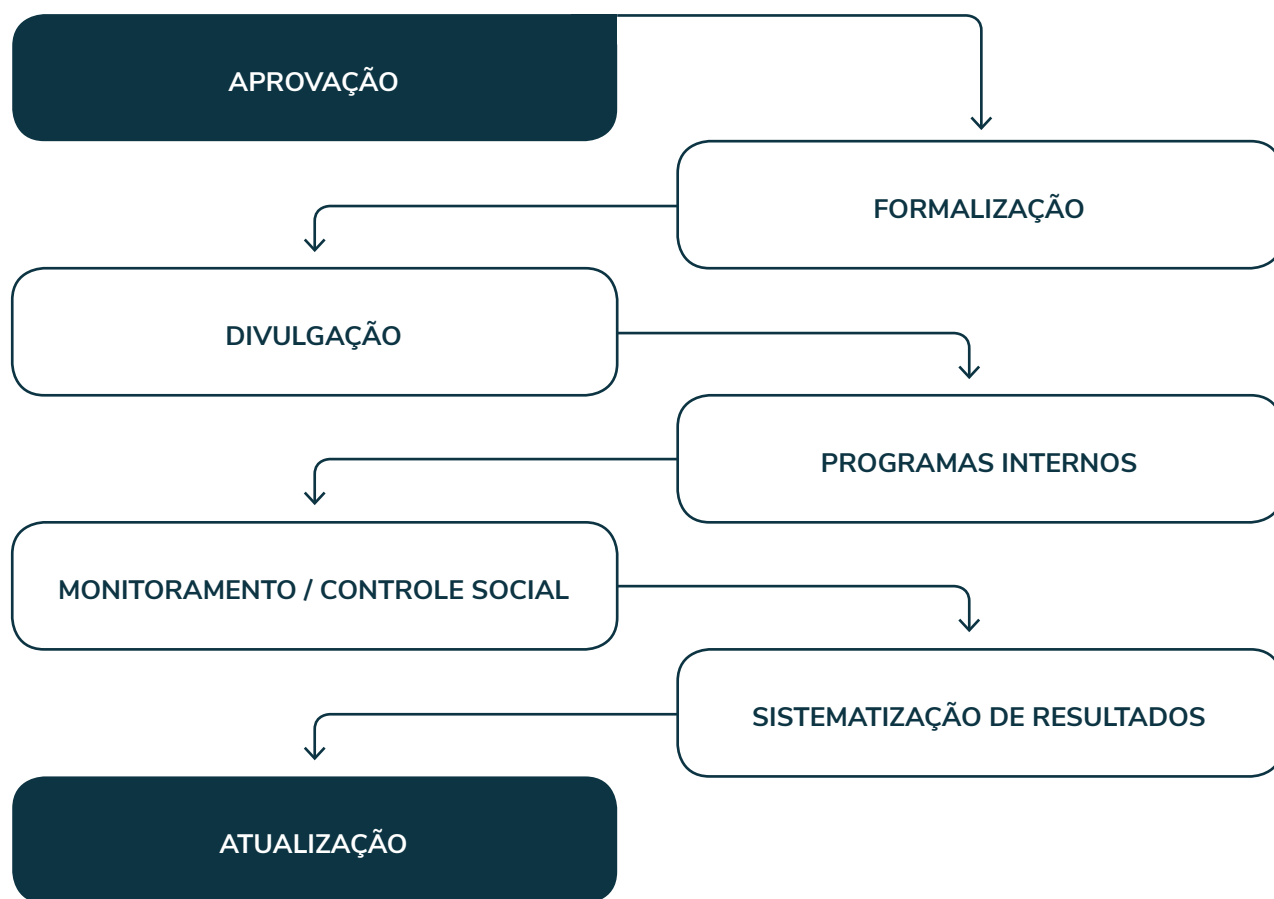 APROVAÇÃO
FORMALIZAÇÃO
DIVULGAÇÃO
PROGRAMAS INTERNOS
MONITORAMENTO / CONTROLE SOCIAL
SISTEMATIZAÇÃO DE RESULTADOS
ATUALIZAÇÃO